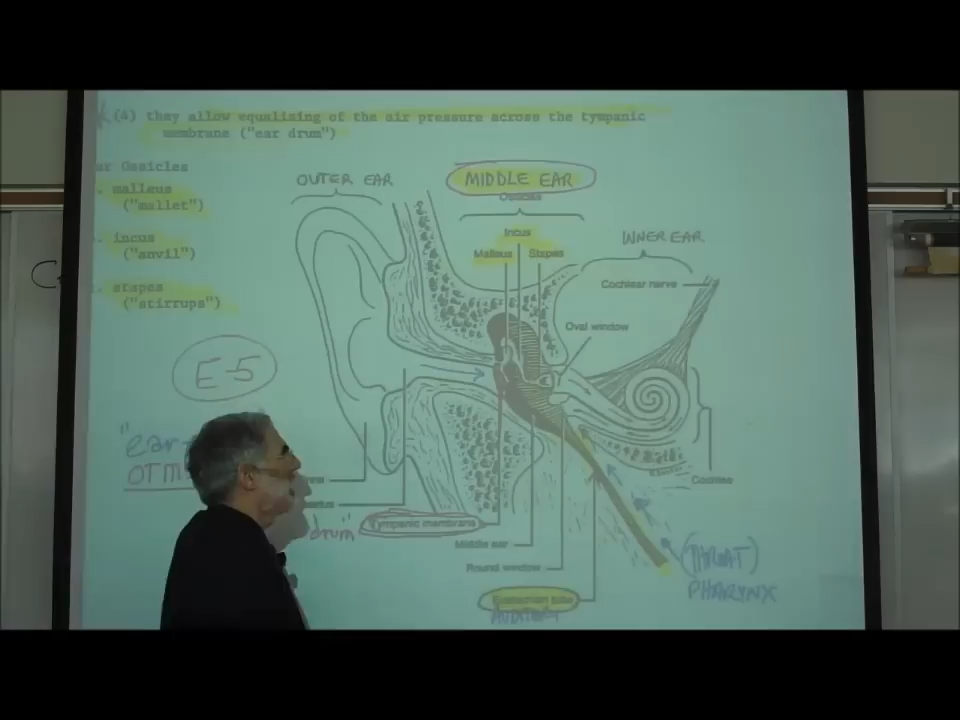 (4) they allow equalizing of the air pressure across the tympanic
membrane ("ear drum")
Ossicles
malleus
("mallet")
incus
("anvil")
stapes
("stirrups")
E-5
"ear
OTM
drum"
OUTER EAR
MIDDLE EAR
Ossicles
Incus
Malleus
Stapes
INNER EAR
Cochlear nerve
Oval window
Cochlea
Tympanic membrane
Middle ear
Round window
Eustachian tube
AUDITORY
(THROAT)
PHARYNX